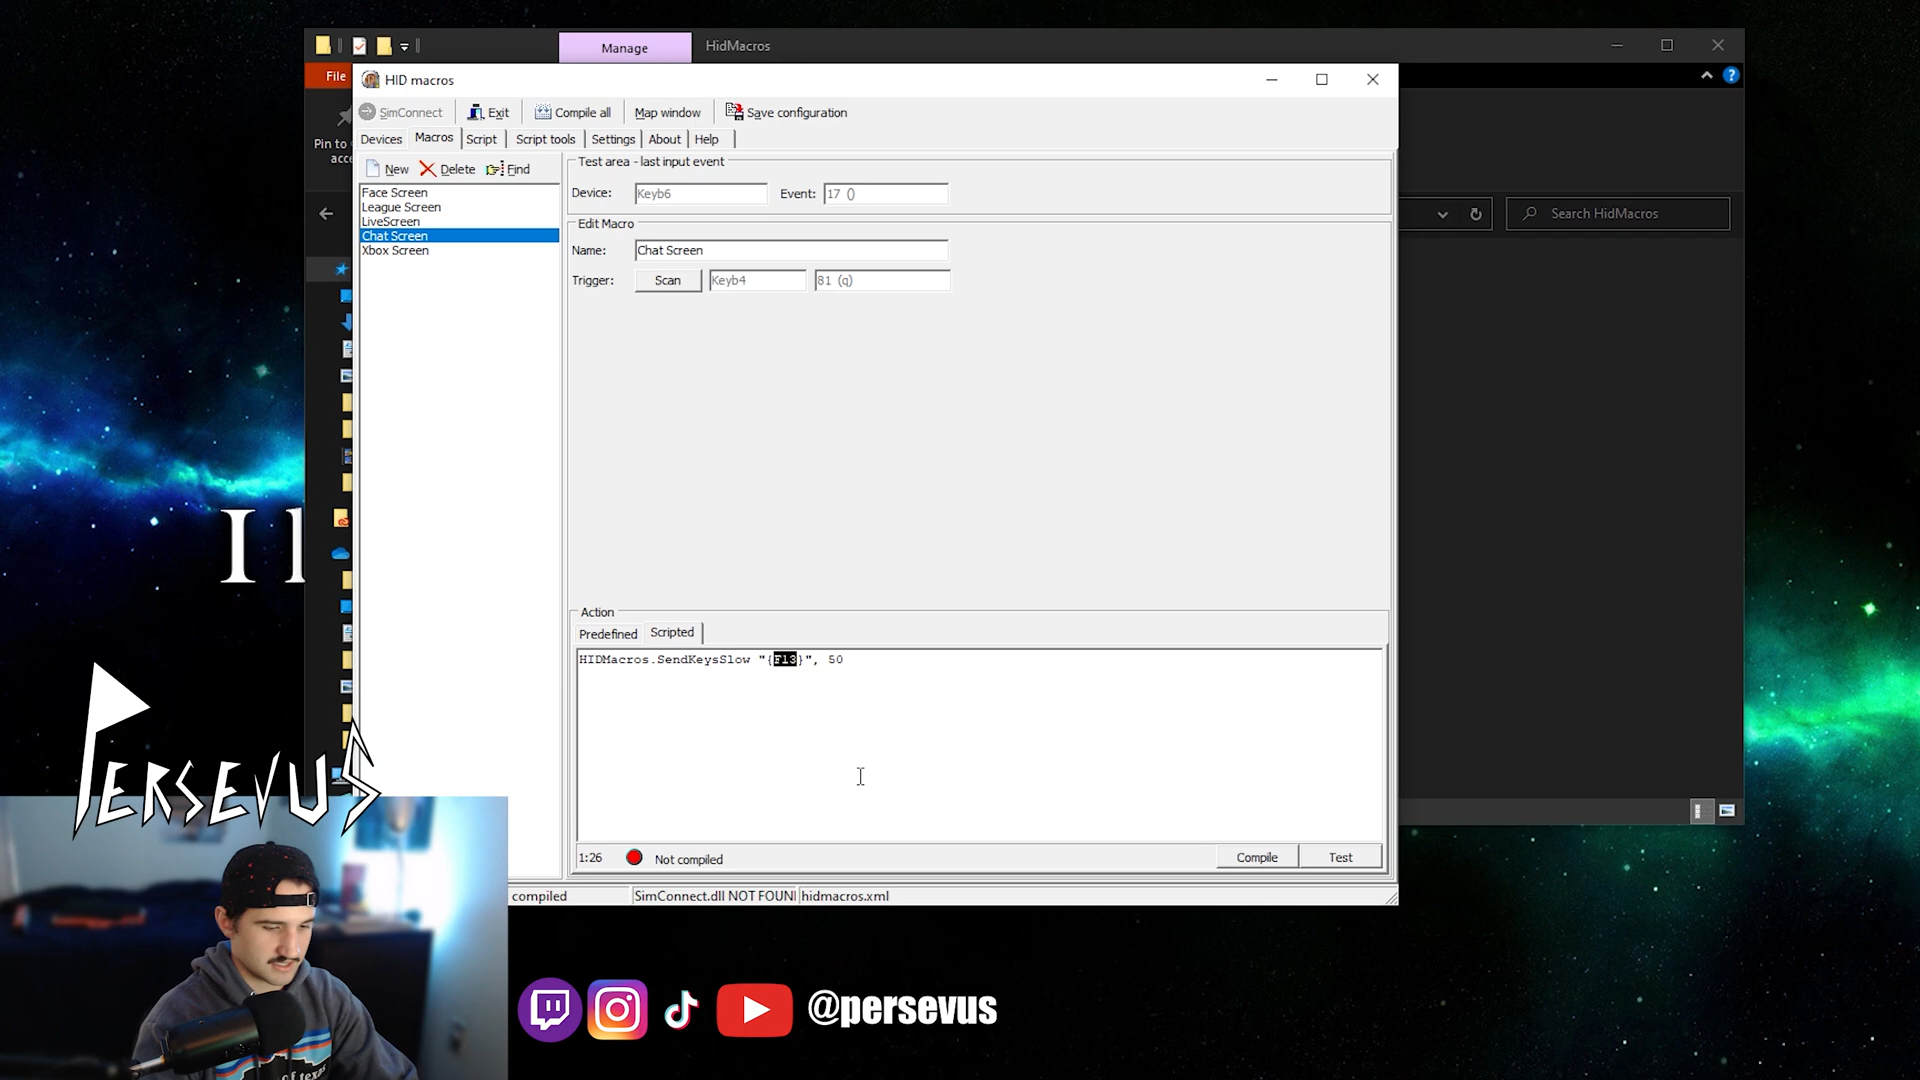 Manage
HidMacros
File
HID macros
SimConnect
Exit
Compile all
Map window
Save configuration
Pin to
acce
Devices
Macros
Script
Script tools
Settings
About
Help
New
Delete
Find
Test area - last input event
Face Screen
League Screen
LiveScreen
Chat Screen
Xbox Screen
Device:
Keyb6
Event:
17 ()
Search HidMacros
Edit Macro
Name:
Chat Screen
Trigger:
Scan
Keyb4
81 (q)
I l
Action
Predefined
Scripted
HIDMacros.SendKeysSlow "{F13}", 50
PERSEVUS
1:26
Not compiled
Compile
Test
compiled
SimConnect.dll NOT FOUN
hidmacros.xml
of texas
@persevus